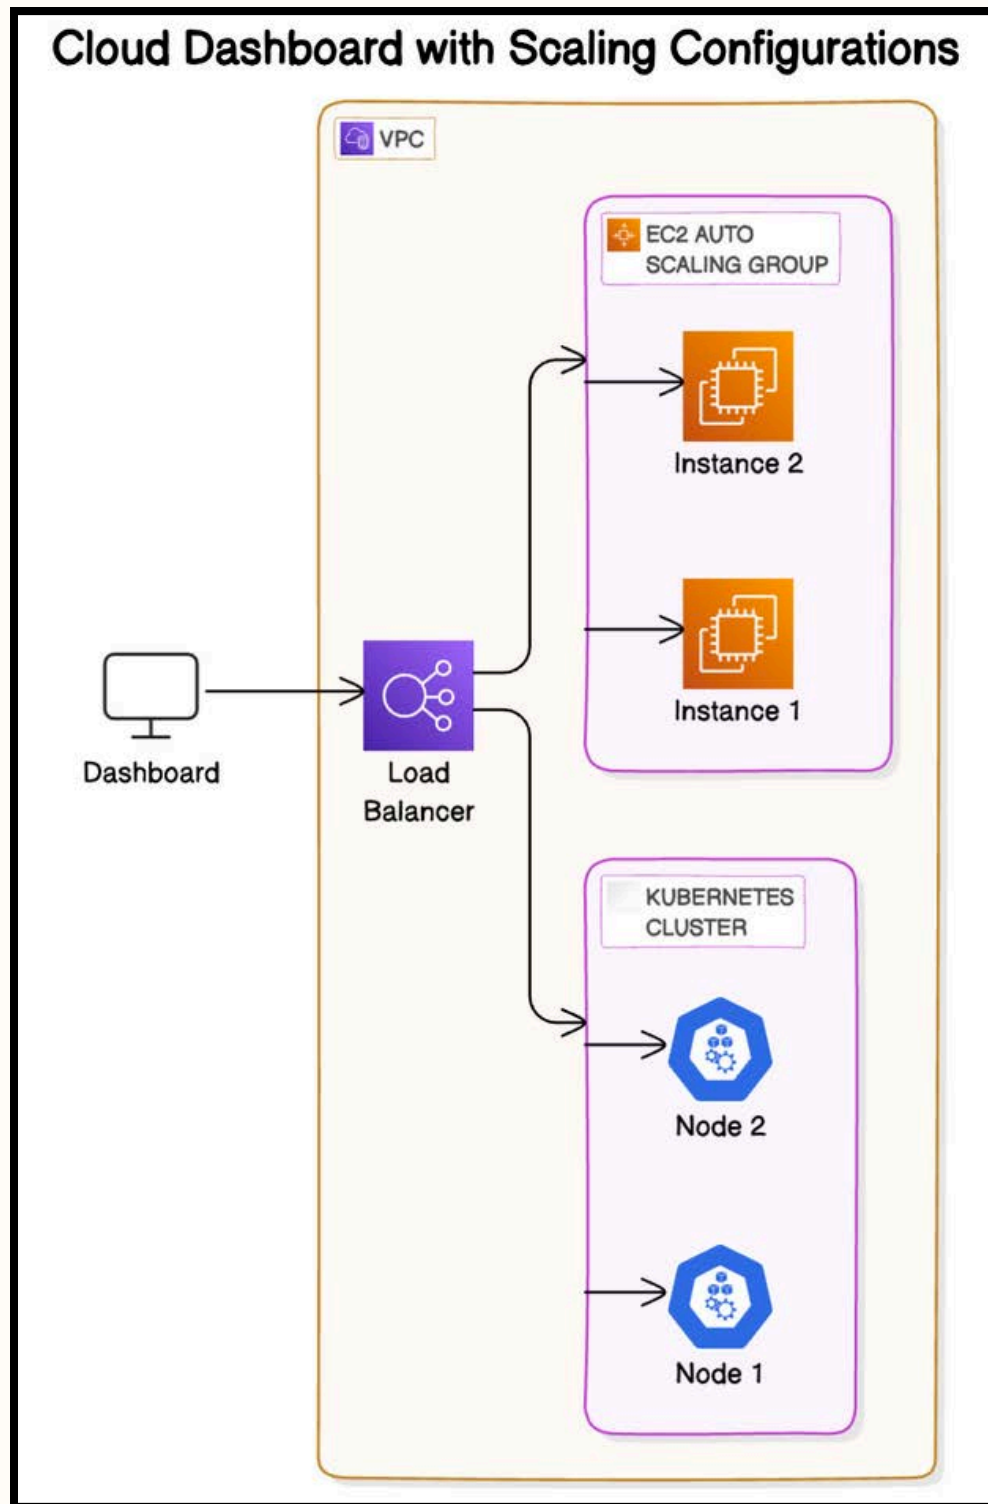 Cloud Dashboard with Scaling Configurations
VPC
EC2 AUTO
SCALING GROUP
Instance 2
Instance 1
Dashboard
Load
Balancer
KUBERNETES
CLUSTER
Node 2
Node 1